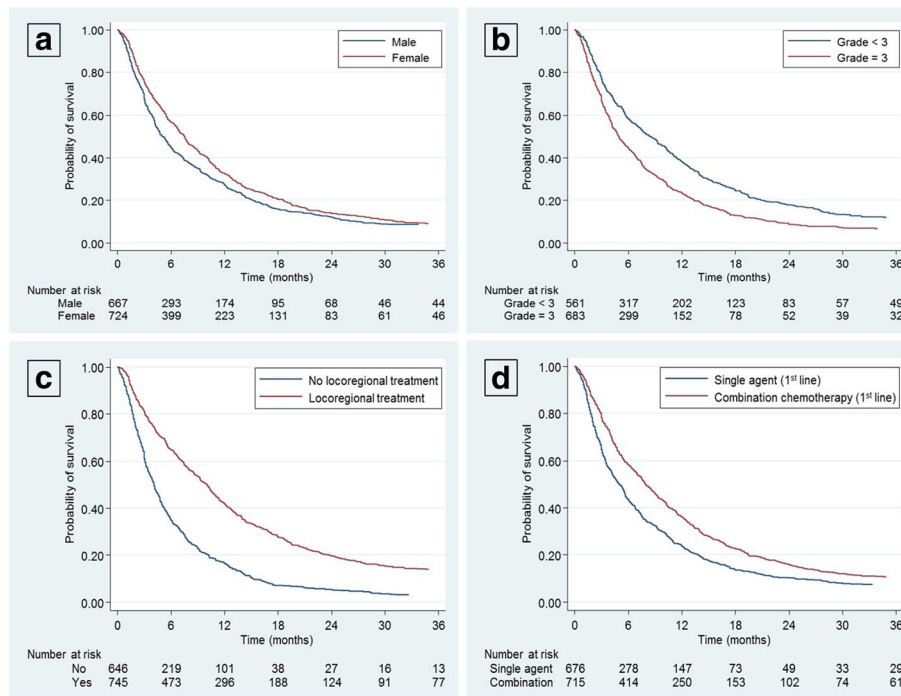 a
Male
Female
1.00
0.80
0.60
0.40
0.20
0.00
Probability of survival
0 6 12 18 24 30 36
Time (months)
Number at risk
Male 667 293 174 95 68 46 44
Female 724 399 223 131 83 61 46
b
Grade < 3
Grade = 3
1.00
0.80
0.60
0.40
0.20
0.00
Probability of survival
0 6 12 18 24 30 36
Time (months)
Number at risk
Grade < 3 561 317 202 123 83 57 49
Grade = 3 683 299 152 78 52 39 32
c
No locoregional treatment
Locoregional treatment
1.00
0.80
0.60
0.40
0.20
0.00
Probability of survival
0 6 12 18 24 30 36
Time (months)
Number at risk
No 646 219 101 38 27 16 13
Yes 745 473 296 188 124 91 77
d
Single agent (1st line)
Combination chemotherapy (1st line)
1.00
0.80
0.60
0.40
0.20
0.00
Probability of survival
0 6 12 18 24 30 36
Time (months)
Number at risk
Single agent 676 278 147 73 49 33 29
Combination 715 414 250 153 102 74 61